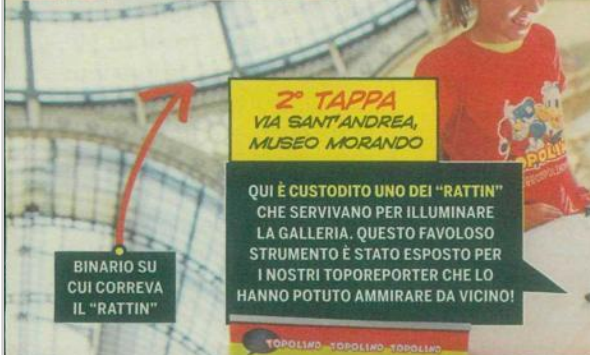 2° TAPPA
VIA SANT'ANDREA,
MUSEO MORANDO
QUI È CUSTODITO UNO DEI “RATTIN”
CHE SERVIVANO PER ILLUMINARE
LA GALLERIA. QUESTO FAVOLOSO
STRUMENTO È STATO ESPOSTO PER
I NOSTRI TOPOREPORTER CHE LO
HANNO POTUTO AMMIRARE DA VICINO!
BINARIO SU
CUI CORREVA
IL “RATTIN”
TOPOLINO TOPOLINO TOPOLINO